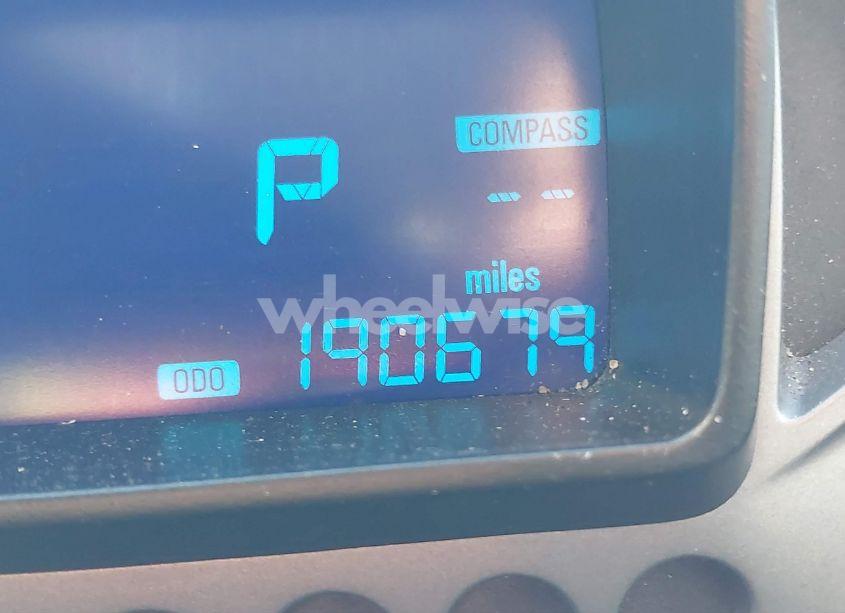 COMPASS
P
--
miles
wheelwise
ODO 190679